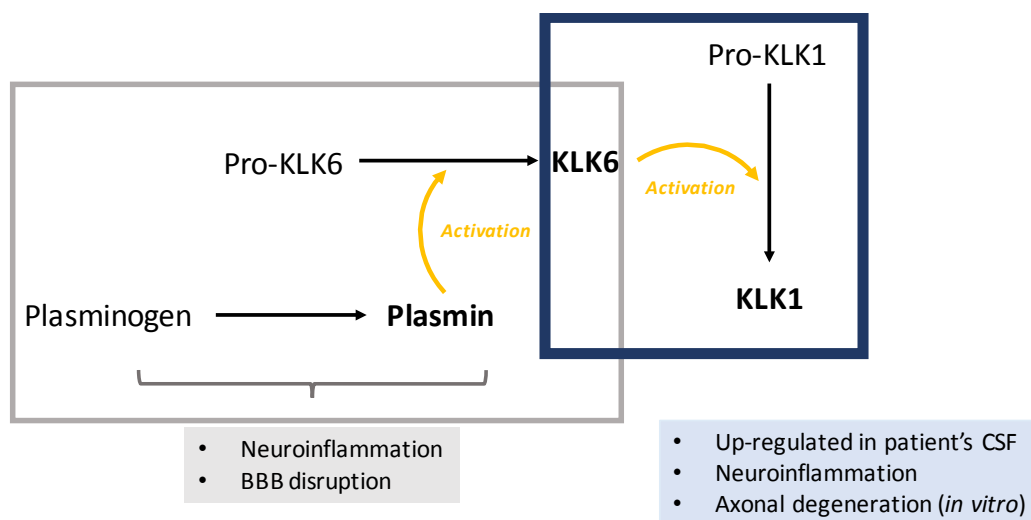 Pro-KLK1
Pro-KLK6
KLK6
Activation
Activation
KLK1
Plasminogen
Plasmin
• Neuroinflammation
• BBB disruption
• Up-regulated in patient's CSF
• Neuroinflammation
• Axonal degeneration (in vitro)